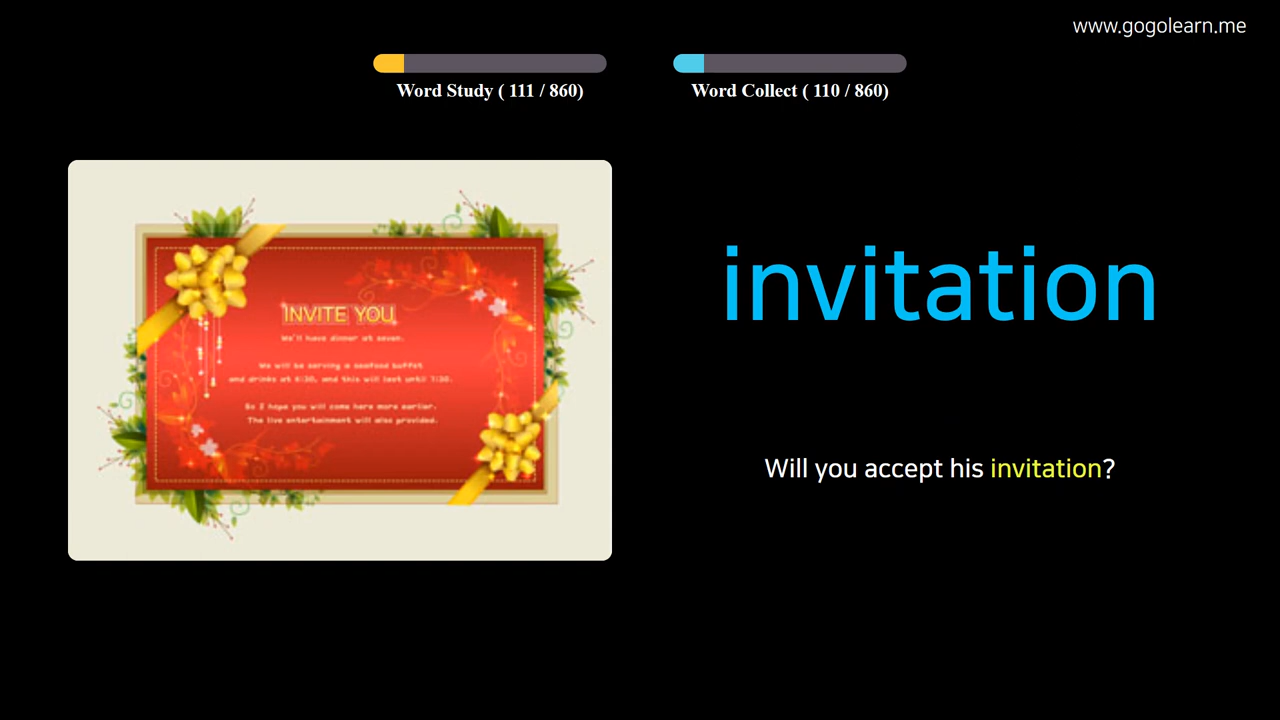 www.gogolearn.me
Word Study ( 111 / 860)
Word Collect ( 110 / 860)
INVITE YOU
We'll have dinner at seven.
We will be serving a seafood buffet
and drinks at 6:30, and this will last until 7:30.
So I hope you will come here more earlier.
The live entertainment will also provided.
invitation
Will you accept his invitation?